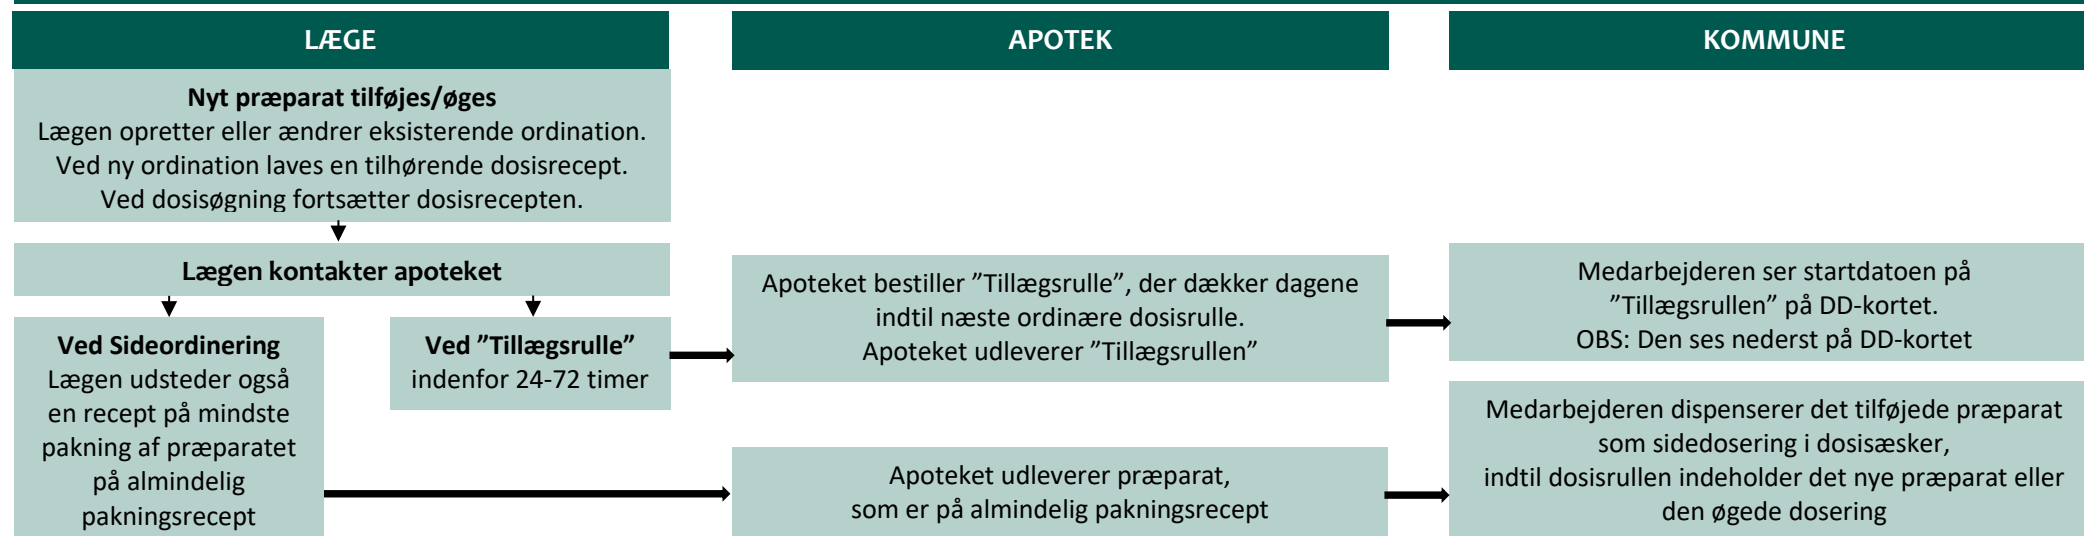 LÆGE
APOTEK
KOMMUNE
Nyt præparat tilføjes/øges
Lægen opretter eller ændrer eksisterende ordination.
Ved ny ordination laves en tilhørende dosisrecept.
Ved dosisøgning fortsætter dosisrecepten.
Lægen kontakter apoteket
Ved Sideordinering
Lægen udsteder også
en recept på mindste
pakning af præparatet
på almindelig
pakningsrecept
Ved ”Tillægsrulle”
indenfor 24-72 timer
Apoteket bestiller ”Tillægsrulle”, der dækker dagene
indtil næste ordinære dosisrulle.
Apoteket udleverer ”Tillægsrullen”
Medarbejderen ser startdatoen på
”Tillægsrullen” på DD-kortet.
OBS: Den ses nederst på DD-kortet
Apoteket udleverer præparat,
som er på almindelig pakningsrecept
Medarbejderen dispenserer det tilføjede præparat
som sidedosering i dosisæsker,
indtil dosisrullen indeholder det nye præparat eller
den øgede dosering